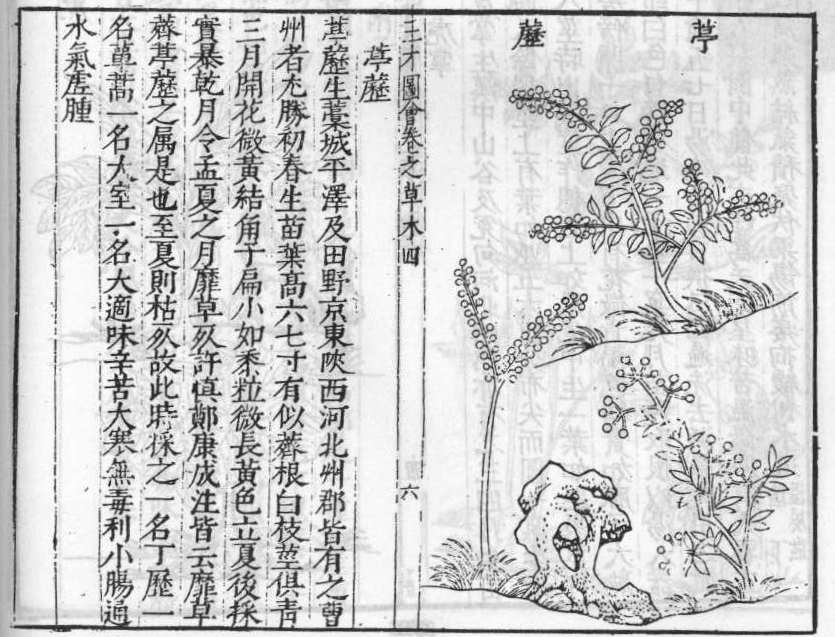 葶藶
三才圖會卷之草木四
六
葶藶
葶藶生藁城平澤及田野京東陝西河北州郡皆有之曹
州者尤勝初春生苗葉髙六七寸有似薺根白枝莖俱青
三月開花微黃結角子扁小如黍粒微長黃色立夏後採
實暴乾月令孟夏之月靡草死許慎鄭康成注皆云靡草
薺葶藶之属是也至夏則枯死故此時採之一名丁歷一
名蕇蒿一名大室一名大適味辛苦大寒無毒利小腸通
水氣虛腫